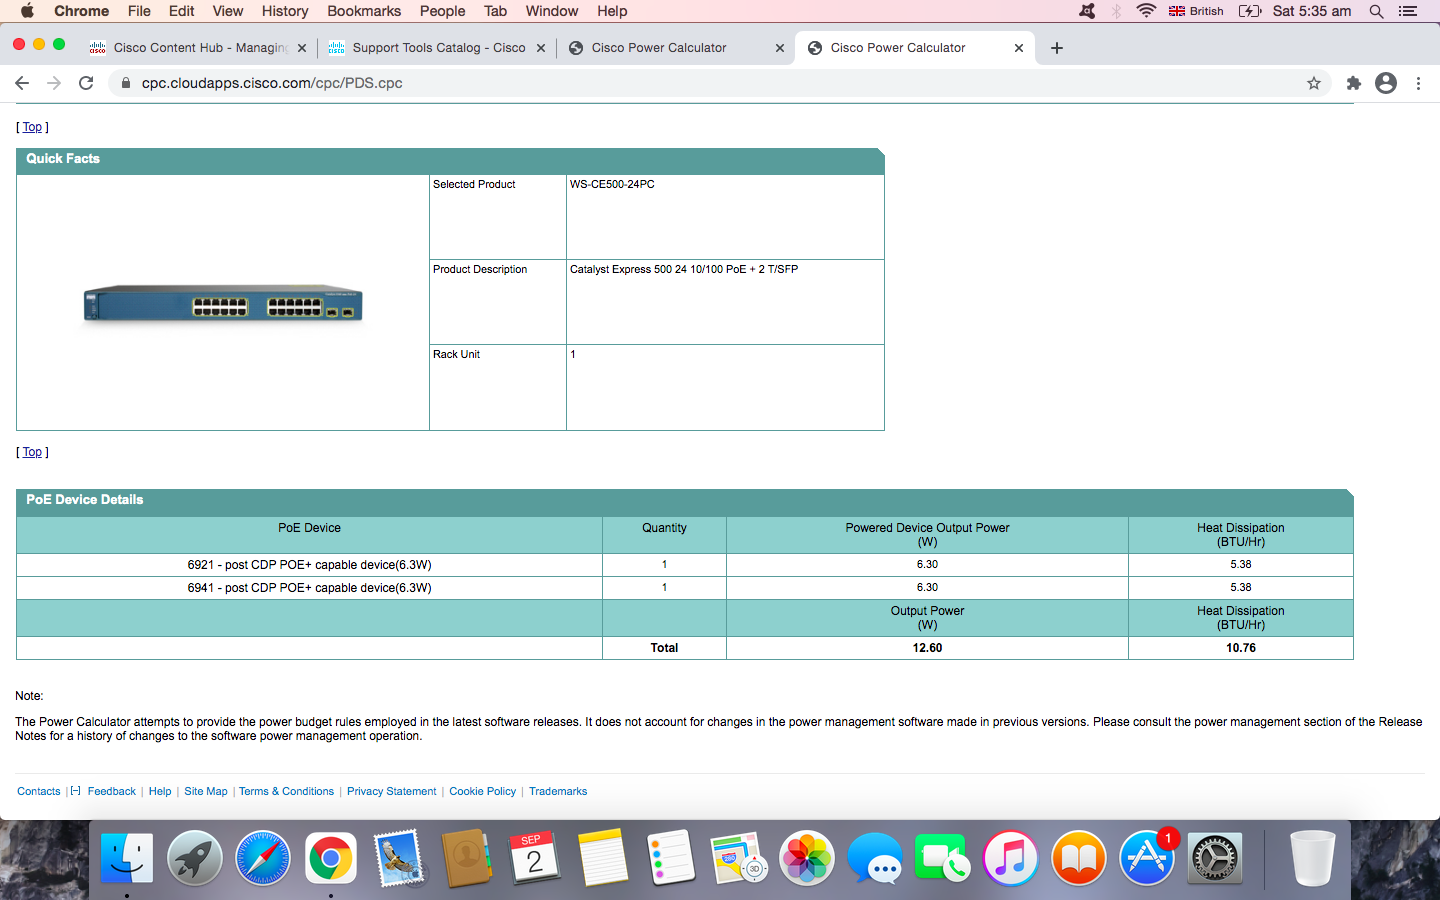 Chrome File Edit View History Bookmarks People Tab Window Help British Sat 5:35 am
Cisco Content Hub - Managing Support Tools Catalog - Cisco Cisco Power Calculator Cisco Power Calculator
cpc.cloudapps.cisco.com/cpc/PDS.cpc
[ Top ]
Quick Facts
Selected Product WS-CE500-24PC
Product Description Catalyst Express 500 24 10/100 PoE + 2 T/SFP
Rack Unit 1
[ Top ]
PoE Device Details
PoE Device Quantity Powered Device Output Power (W) Heat Dissipation (BTU/Hr)
6921 - post CDP POE+ capable device(6.3W) 1 6.30 5.38
6941 - post CDP POE+ capable device(6.3W) 1 6.30 5.38
Output Power (W) Heat Dissipation (BTU/Hr)
Total 12.60 10.76
Note:
The Power Calculator attempts to provide the power budget rules employed in the latest software releases. It does not account for changes in the power management software made in previous versions. Please consult the power management section of the Release
Notes for a history of changes to the software power management operation.
Contacts | [-] Feedback | Help | Site Map | Terms & Conditions | Privacy Statement | Cookie Policy | Trademarks
SEP
2
280
3D
1